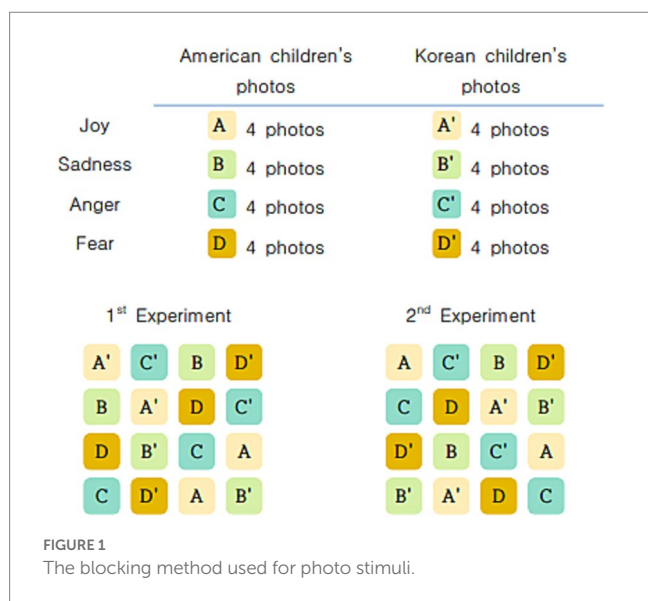 American children's Korean children's
photos photos
Joy A 4 photos A' 4 photos
Sadness B 4 photos B' 4 photos
Anger C 4 photos C' 4 photos
Fear D 4 photos D' 4 photos
1st Experiment 2nd Experiment
A' C' B D' A C' B D'
B A' D C' C D A' B'
D B' C A D' B C' A
C D' A B' B' A' D C
FIGURE 1
The blocking method used for photo stimuli.